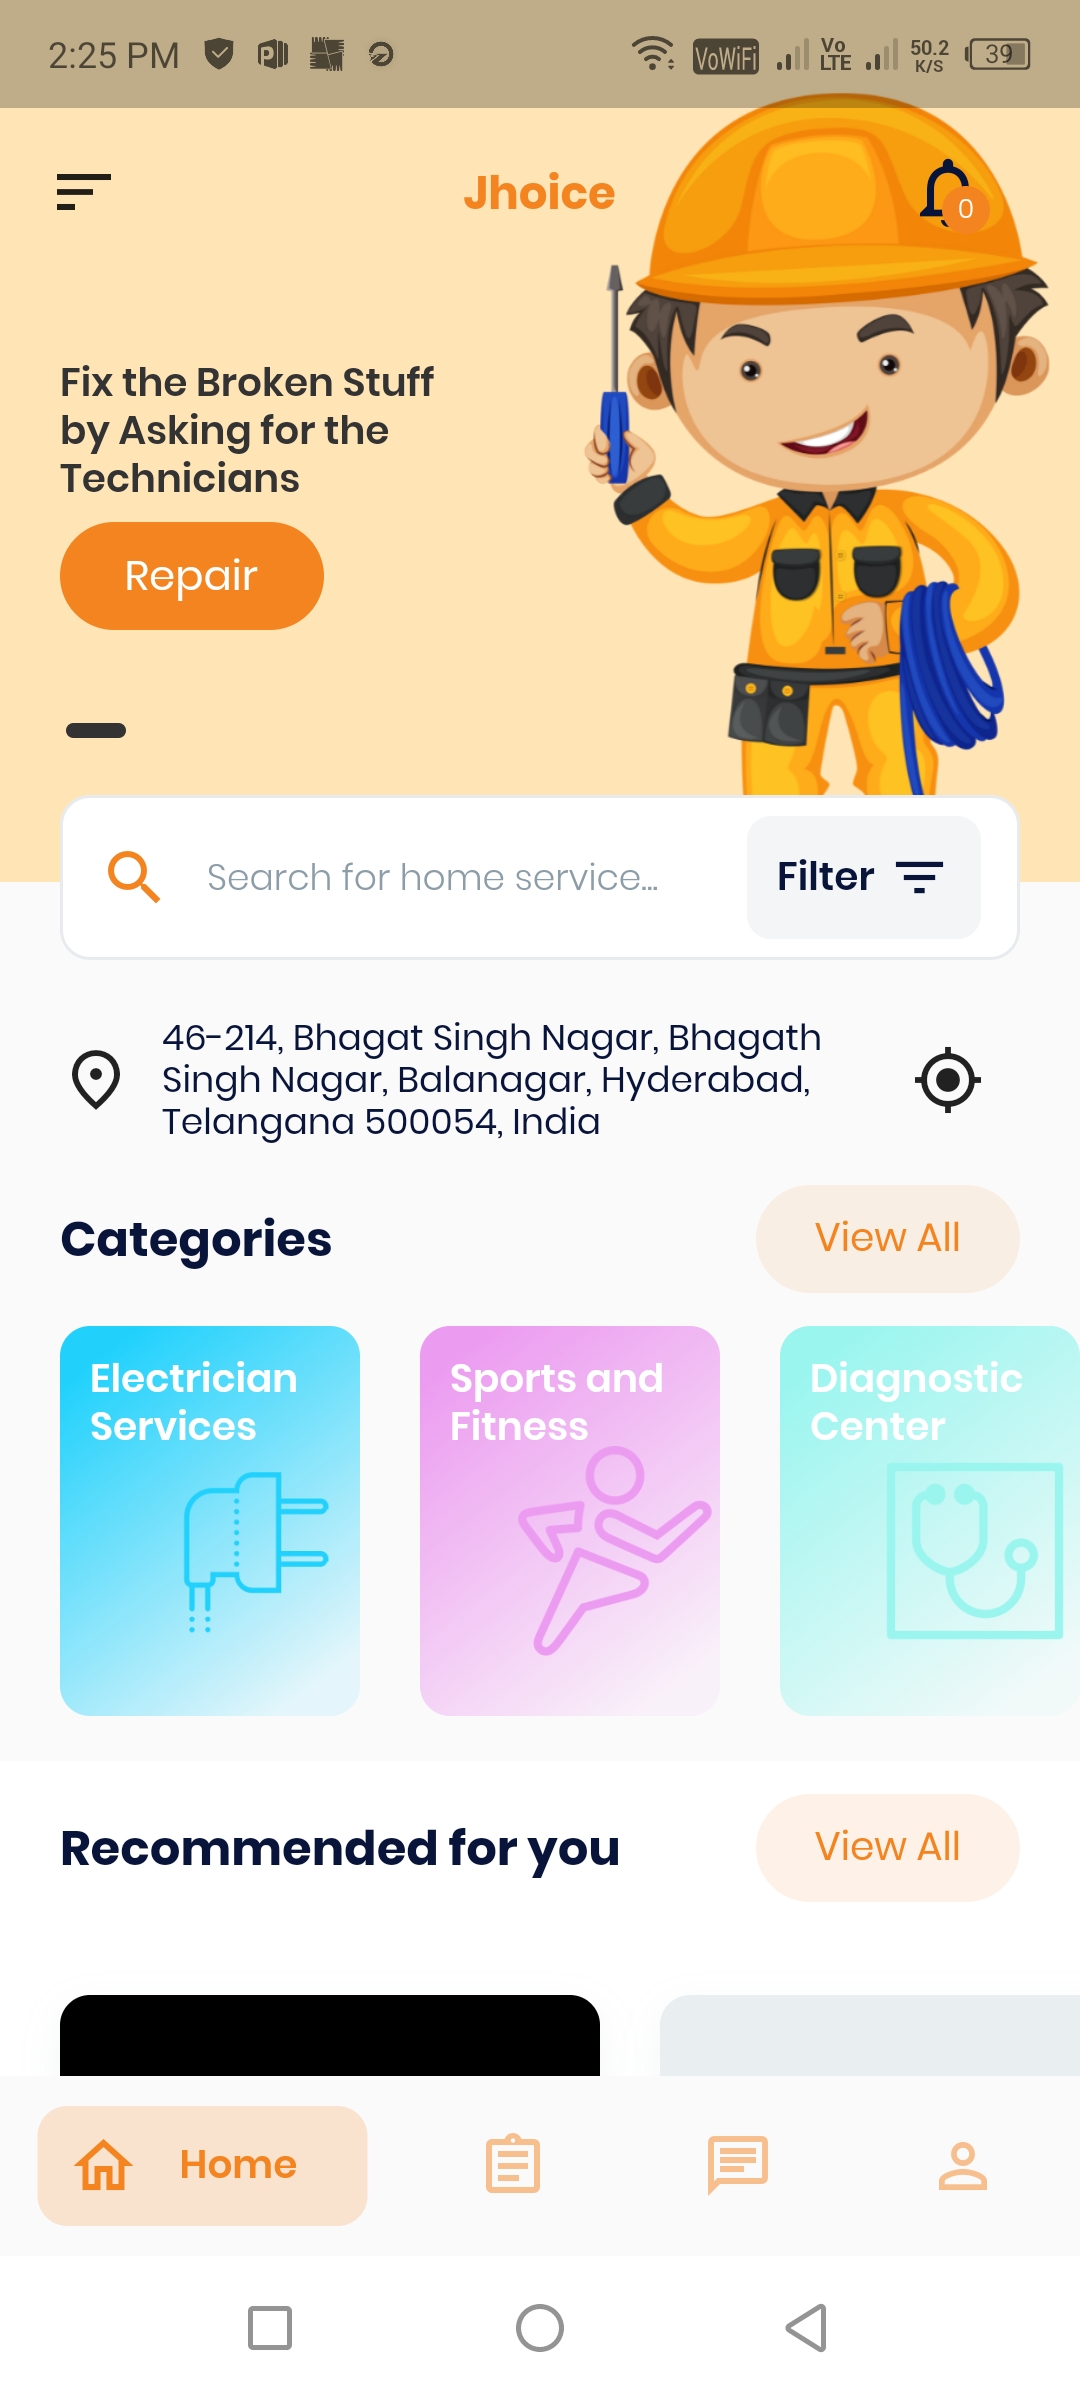 2:25 PM
VoWiFi
Vo
LTE
50.2
K/S
39
Jhoice
0
Fix the Broken Stuff
by Asking for the
Technicians
Repair
Search for home service...
Filter
46-214, Bhagat Singh Nagar, Bhagath
Singh Nagar, Balanagar, Hyderabad,
Telangana 500054, India
Categories
View All
Electrician
Services
Sports and
Fitness
Diagnostic
Center
Recommended for you
View All
Home